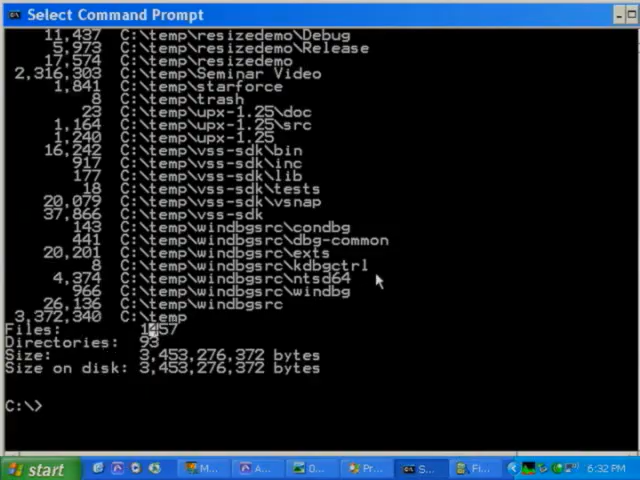 Select Command Prompt
11,437 C:\temp\resizedemo\Debug
5,973 C:\temp\resizedemo\Release
17,574 C:\temp\resizedemo
2,316,303 C:\temp\Seminar Video
1,841 C:\temp\starforce
8 C:\temp\trash
23 C:\temp\upx-1.25\doc
1,164 C:\temp\upx-1.25\src
1,240 C:\temp\upx-1.25
16,242 C:\temp\vss-sdk\bin
917 C:\temp\vss-sdk\inc
177 C:\temp\vss-sdk\lib
18 C:\temp\vss-sdk\tests
20,079 C:\temp\vss-sdk\vsnap
37,866 C:\temp\vss-sdk
143 C:\temp\windbgsrc\condbg
441 C:\temp\windbgsrc\dbg-common
20,201 C:\temp\windbgsrc\exts
8 C:\temp\windbgsrc\kdbgctrl
4,374 C:\temp\windbgsrc\ntsd64
966 C:\temp\windbgsrc\windbg
26,136 C:\temp\windbgsrc
3,372,340 C:\temp
Files: 1457
Directories: 93
Size: 3,453,276,372 bytes
Size on disk: 3,453,276,372 bytes
C:\>
start M... A... 0... Pr... S... Fi... 6:32 PM